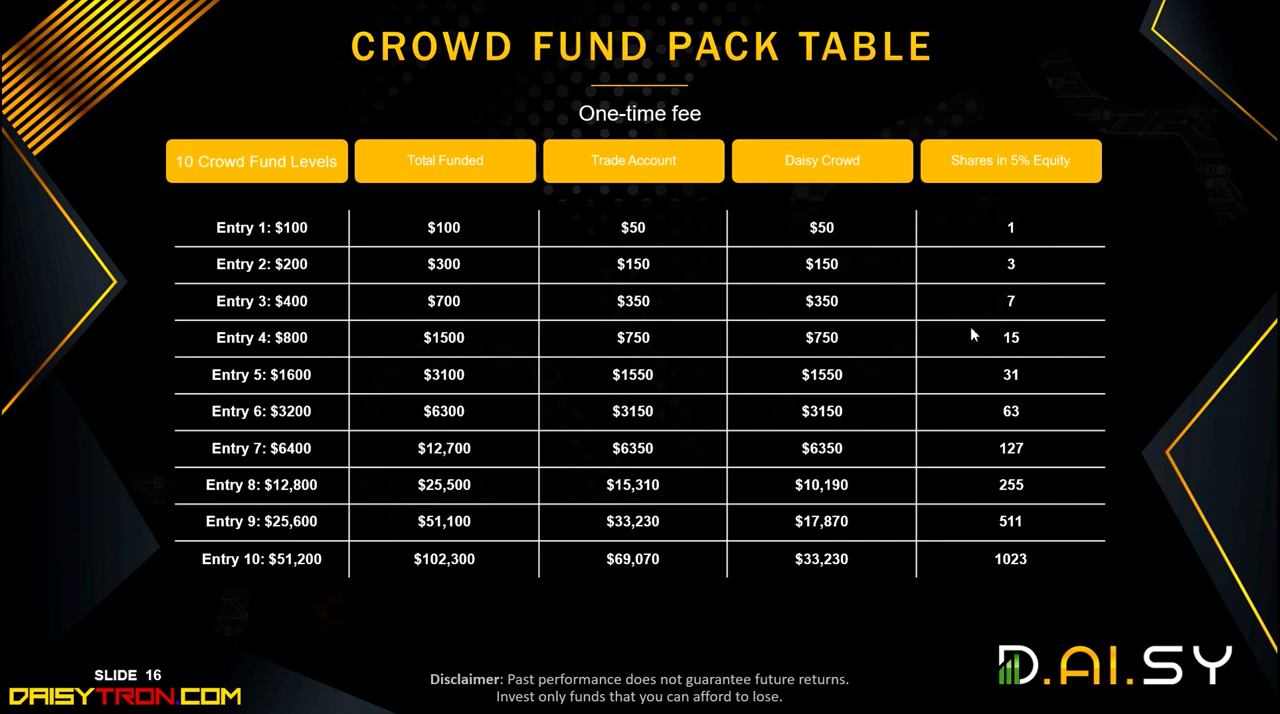 CROWD FUND PACK TABLE
One-time fee
10 Crowd Fund Levels Total Funded Trade Account Daisy Crowd Shares in 5% Equity
Entry 1: $100 $100 $50 $50 1
Entry 2: $200 $300 $150 $150 3
Entry 3: $400 $700 $350 $350 7
Entry 4: $800 $1500 $750 $750 15
Entry 5: $1600 $3100 $1550 $1550 31
Entry 6: $3200 $6300 $3150 $3150 63
Entry 7: $6400 $12,700 $6350 $6350 127
Entry 8: $12,800 $25,500 $15,310 $10,190 255
Entry 9: $25,600 $51,100 $33,230 $17,870 511
Entry 10: $51,200 $102,300 $69,070 $33,230 1023
SLIDE 16
DAISYTRON.COM
Disclaimer: Past performance does not guarantee future returns.
Invest only funds that you can afford to lose.
D.AI.SY